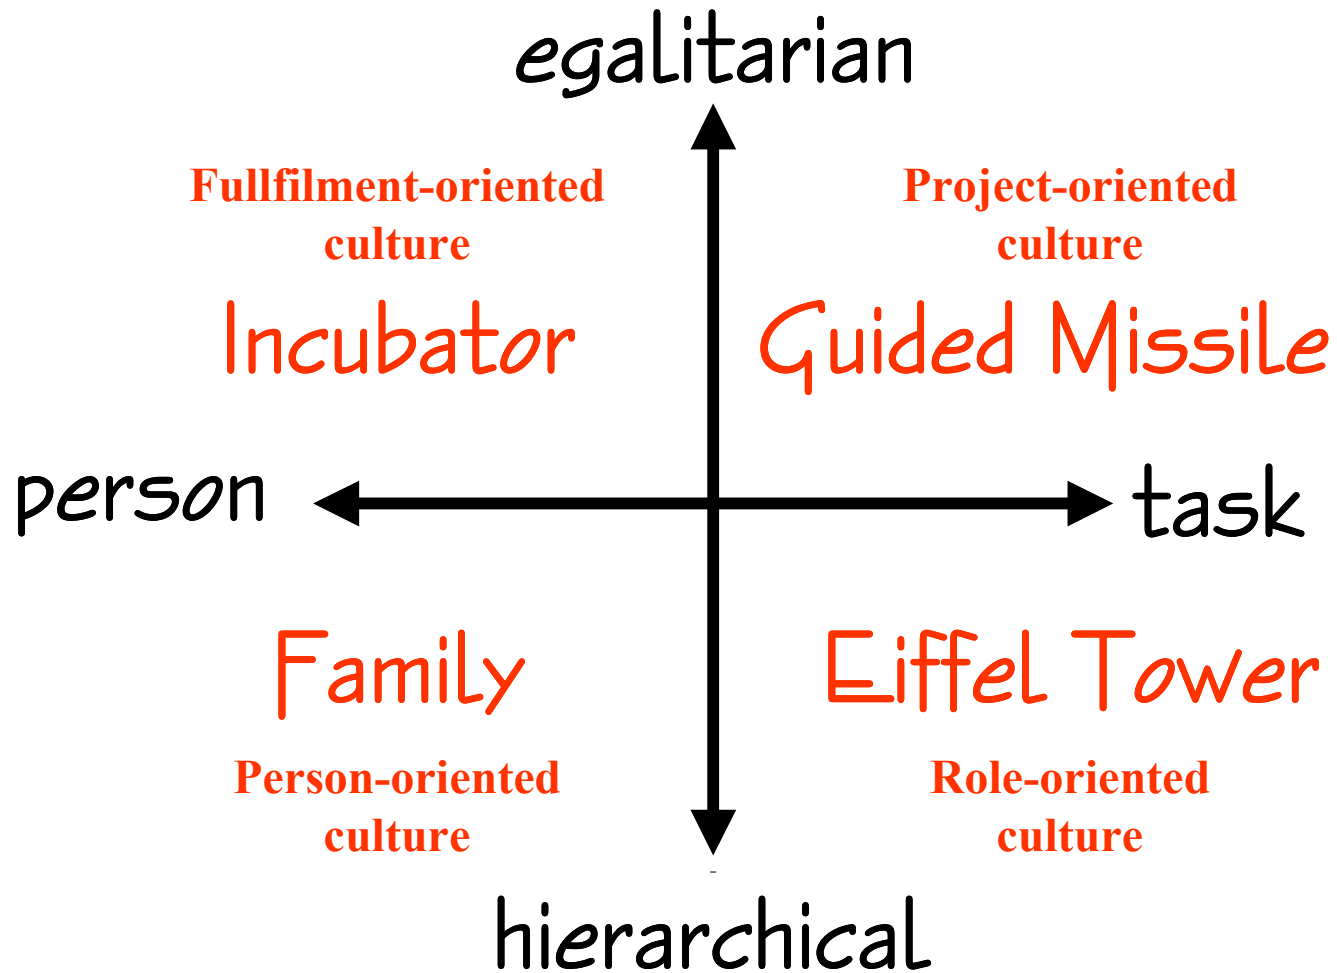 egalitarian
Fullfilment-oriented
culture
Incubator
Project-oriented
culture
Guided Missile
person
task
Family
Person-oriented
culture
Eiffel Tower
Role-oriented
culture
hierarchical